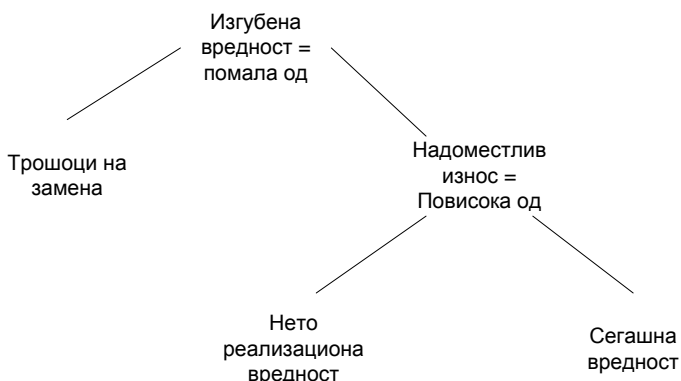 Изгубена
вредност =
помала од
Трошоци на
замена
Надоместлив
износ =
Повисока од
Нето
реализациона
вредност
Сегашна
вредност